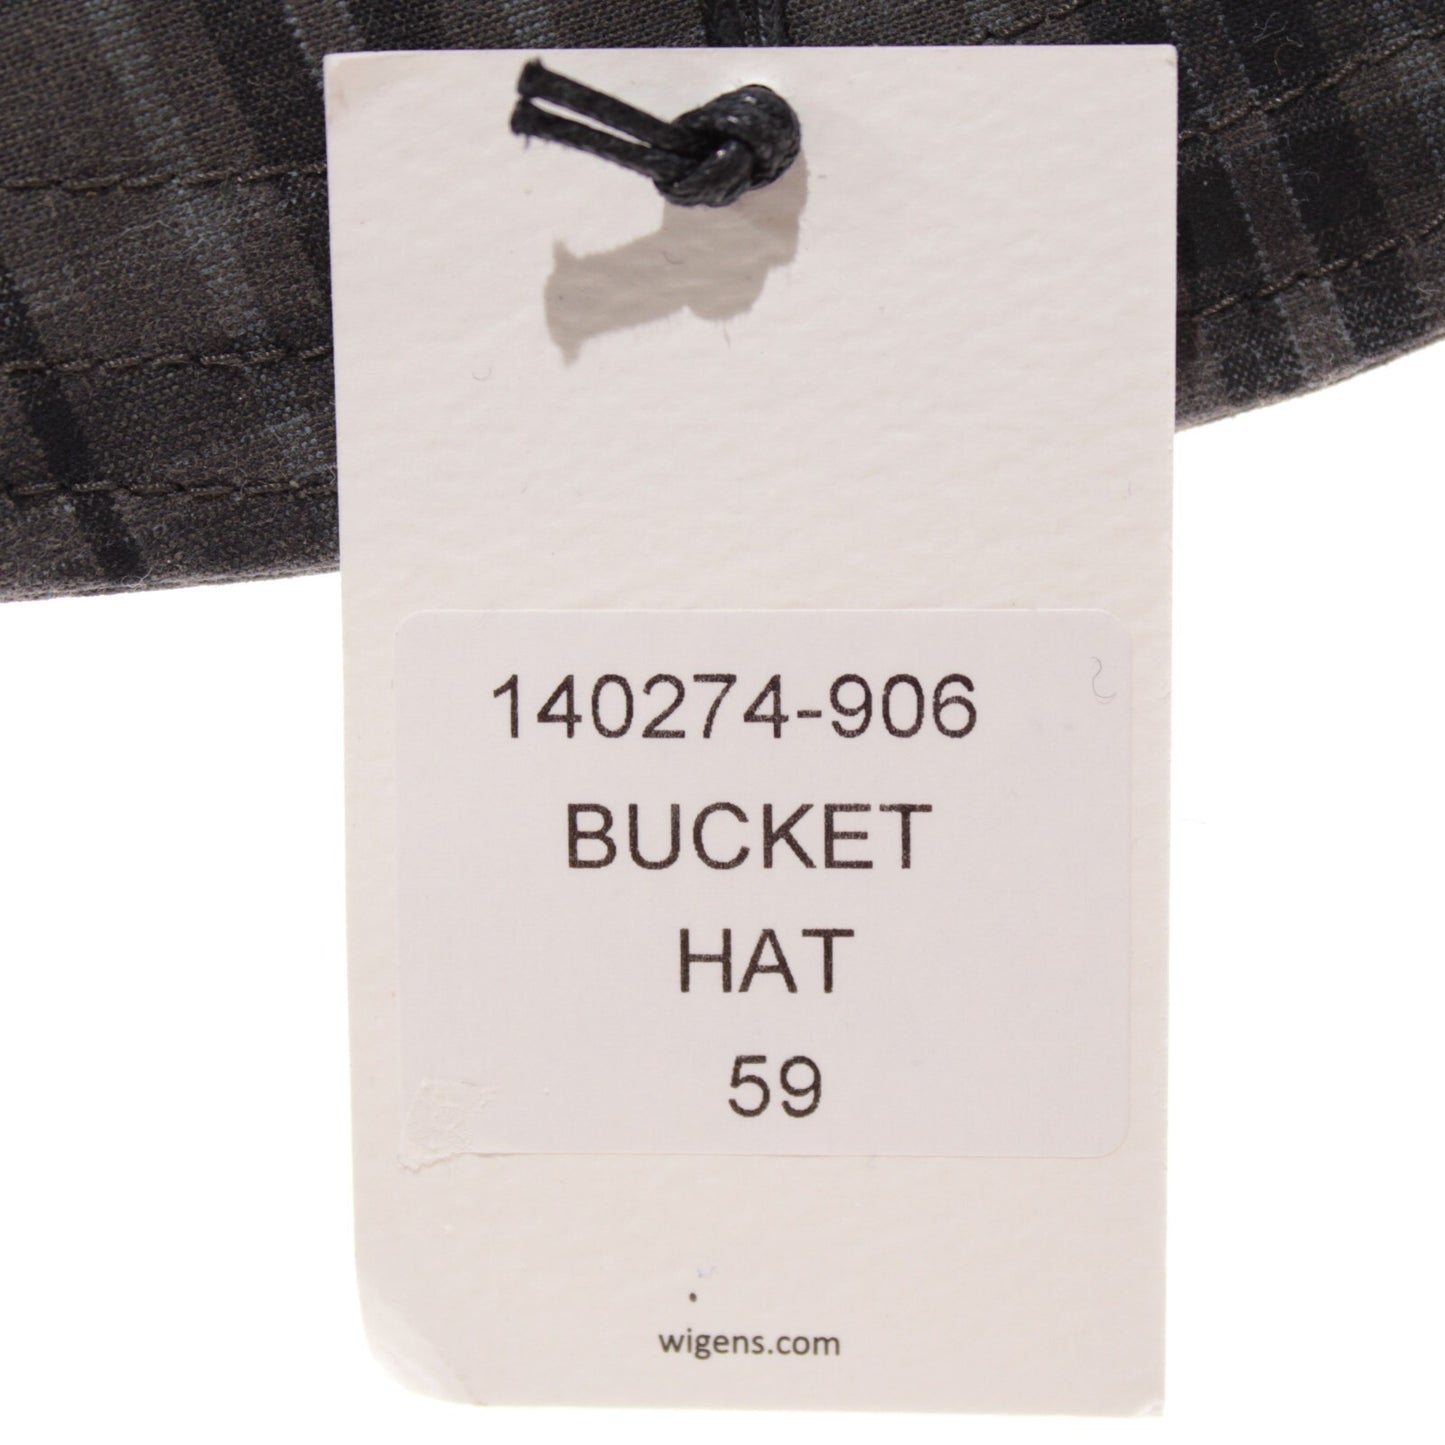 140274-906
BUCKET
HAT
59
wigens.com